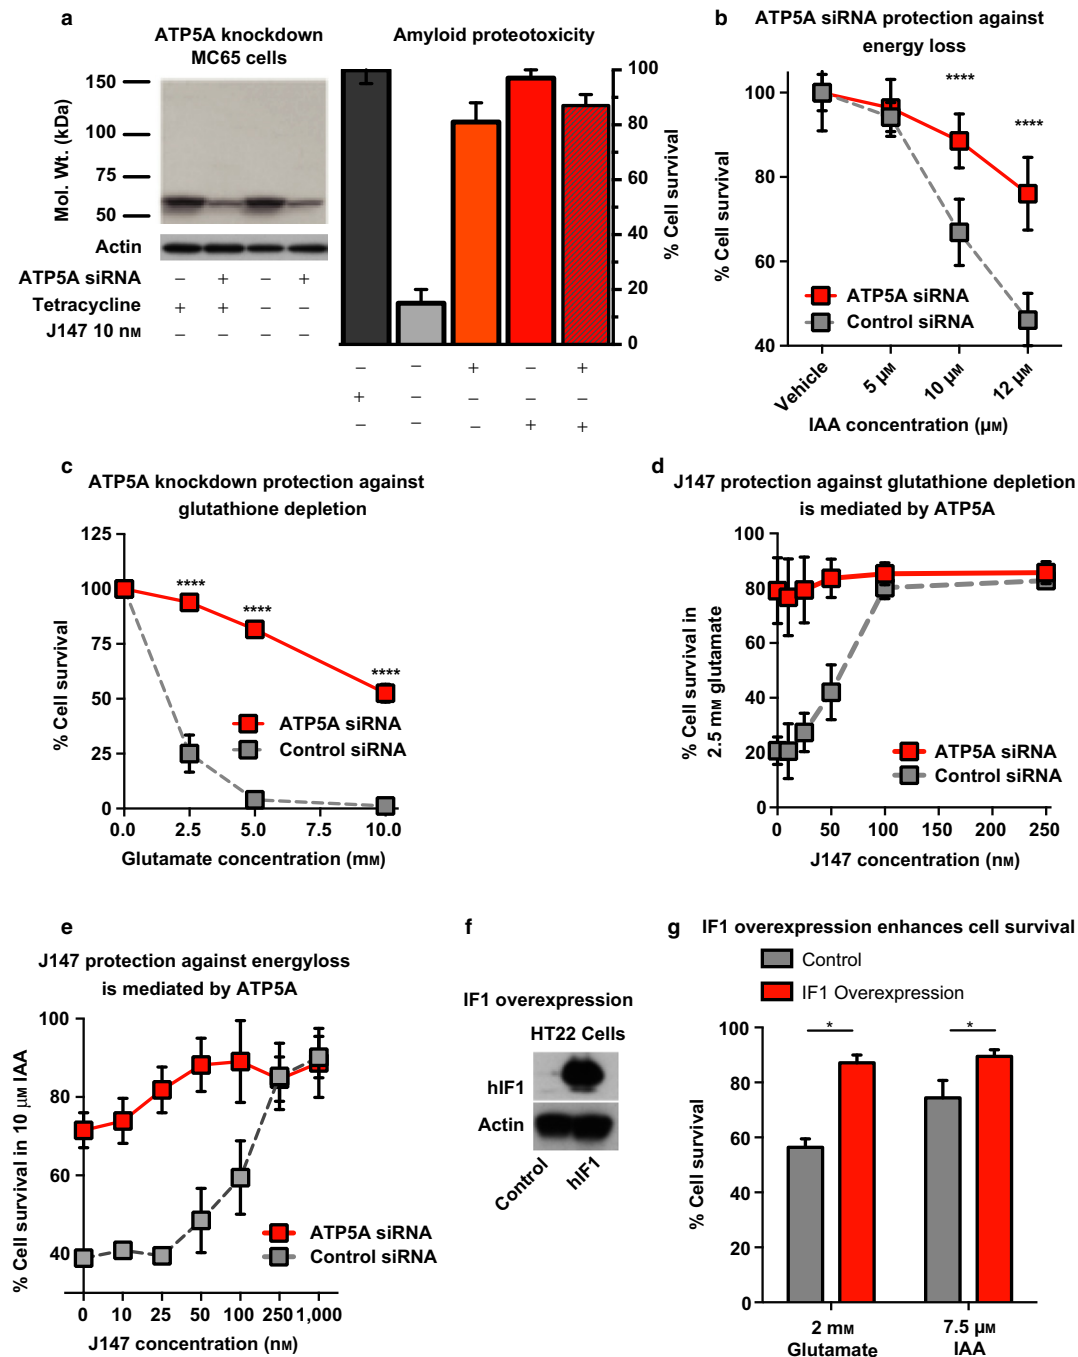 a
ATP5A knockdown
MC65 cells
Amyloid proteotoxicity
Mol. Wt. (kDa)
150
100
75
50
Actin
ATP5A siRNA – + – +
Tetracycline + + – –
J147 10 nM – – – –
100
80
60
40
20
0
% Cell survival
– – + – +
+ – – – –
– – – + +
b
ATP5A siRNA protection against
energy loss
% Cell survival
100
80
60
40
****
****
ATP5A siRNA
Control siRNA
Vehicle
5 µM
10 µM
12 µM
IAA concentration (µM)
c
ATP5A knockdown protection against
glutathione depletion
% Cell survival
125
100
75
50
25
0
****
****
****
ATP5A siRNA
Control siRNA
0.0 2.5 5.0 7.5 10.0
Glutamate concentration (mM)
d
J147 protection against glutathione depletion
is mediated by ATP5A
% Cell survival in
2.5 mM glutamate
100
80
60
40
20
0
ATP5A siRNA
Control siRNA
0 50 100 150 200 250
J147 concentration (nM)
e
J147 protection against energyloss
is mediated by ATP5A
% Cell survival in 10 µM IAA
100
80
60
40
ATP5A siRNA
Control siRNA
0 10 25 50 100 250 1,000
J147 concentration (nM)
f
IF1 overexpression
HT22 Cells
hIF1
Actin
Control
hIF1
g
IF1 overexpression enhances cell survival
Control
IF1 Overexpression
% Cell survival
100
80
60
40
20
0
*
*
2 mM
Glutamate
7.5 µM
IAA